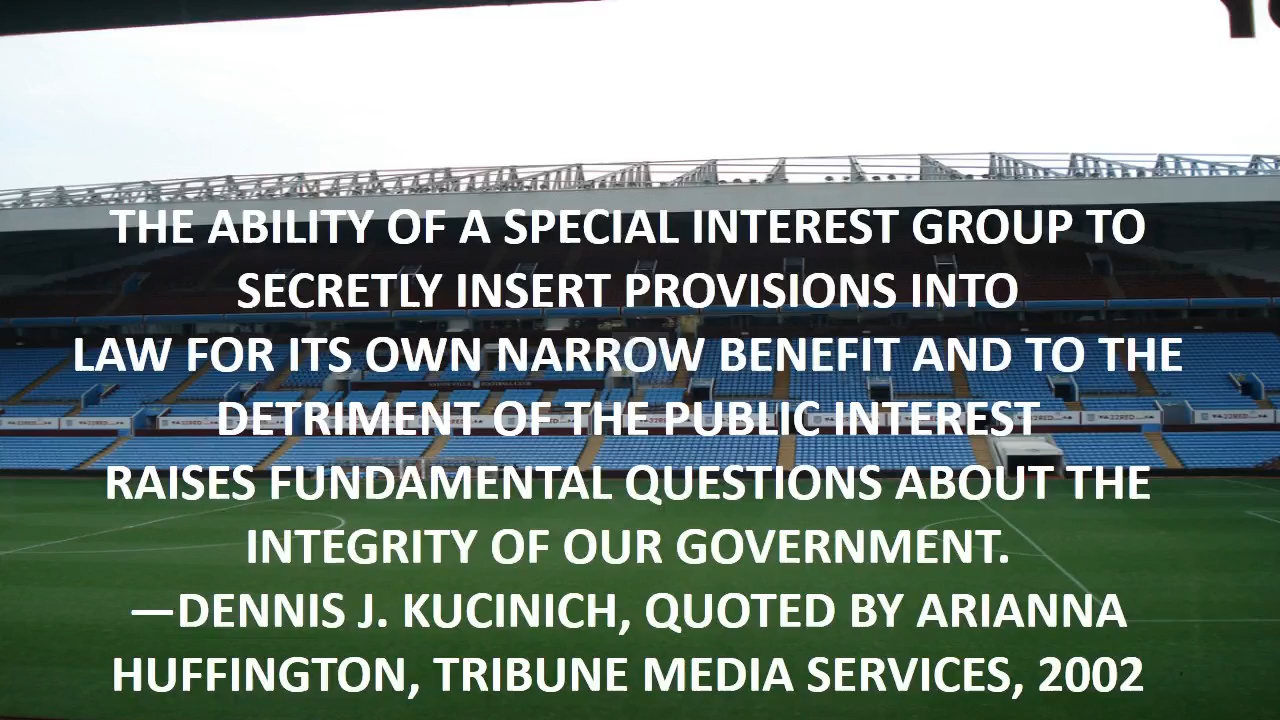 THE ABILITY OF A SPECIAL INTEREST GROUP TO
SECRETLY INSERT PROVISIONS INTO
LAW FOR ITS OWN NARROW BENEFIT AND TO THE
DETRIMENT OF THE PUBLIC INTEREST
RAISES FUNDAMENTAL QUESTIONS ABOUT THE
INTEGRITY OF OUR GOVERNMENT.
—DENNIS J. KUCINICH, QUOTED BY ARIANNA
HUFFINGTON, TRIBUNE MEDIA SERVICES, 2002